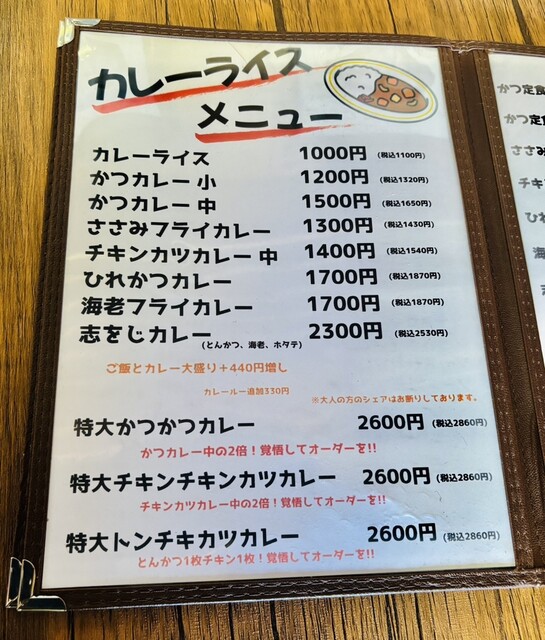 カレーライス
メニュー
カレーライス 1000円 (税込1100円)
かつカレー 小 1200円 (税込1320円)
かつカレー 中 1500円 (税込1650円)
ささみフライカレー 1300円 (税込1430円)
チキンカツカレー 中 1400円 (税込1540円)
ひれかつカレー 1700円 (税込1870円)
海老フライカレー 1700円 (税込1870円)
志をじカレー 2300円 (税込2530円)
(とんかつ、海老、ホタテ)
ご飯とカレー大盛り＋440円増し
カレールー追加330円
※大人の方のシェアはお断りしております。
特大かつかつカレー 2600円 (税込2860円)
かつカレー中の2倍！覚悟してオーダーを!!
特大チキンチキンカツカレー 2600円 (税込2860円)
チキンカツカレー中の2倍！覚悟してオーダーを!!
特大トンチキカツカレー 2600円 (税込2860円)
とんかつ1枚チキン1枚！覚悟してオーダーを!!
かつ定食
かつ定
ささみ
チキ
ひれ
海
志